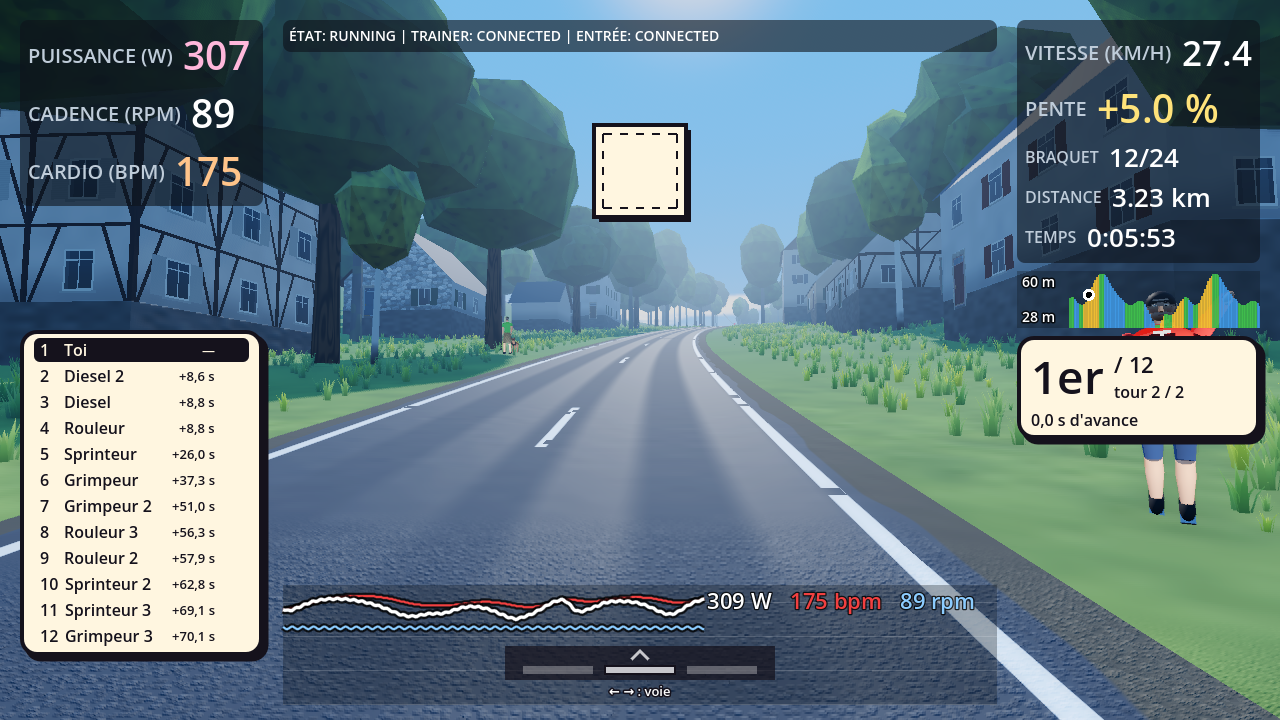 PUISSANCE (W) 307
CADENCE (RPM) 89
CARDIO (BPM) 175
ÉTAT: RUNNING | TRAINER: CONNECTED | ENTRÉE: CONNECTED
VITESSE (KM/H) 27.4
PENTE +5.0 %
BRAQUET 12/24
DISTANCE 3.23 km
TEMPS 0:05:53
60 m
28 m
1er / 12
tour 2 / 2
0,0 s d'avance
1 Toi —
2 Diesel 2 +8,6 s
3 Diesel +8,8 s
4 Rouleur +8,8 s
5 Sprinteur +26,0 s
6 Grimpeur +37,3 s
7 Grimpeur 2 +51,0 s
8 Rouleur 3 +56,3 s
9 Rouleur 2 +57,9 s
10 Sprinteur 2 +62,8 s
11 Sprinteur 3 +69,1 s
12 Grimpeur 3 +70,1 s
309 W 175 bpm 89 rpm
←→ : voie